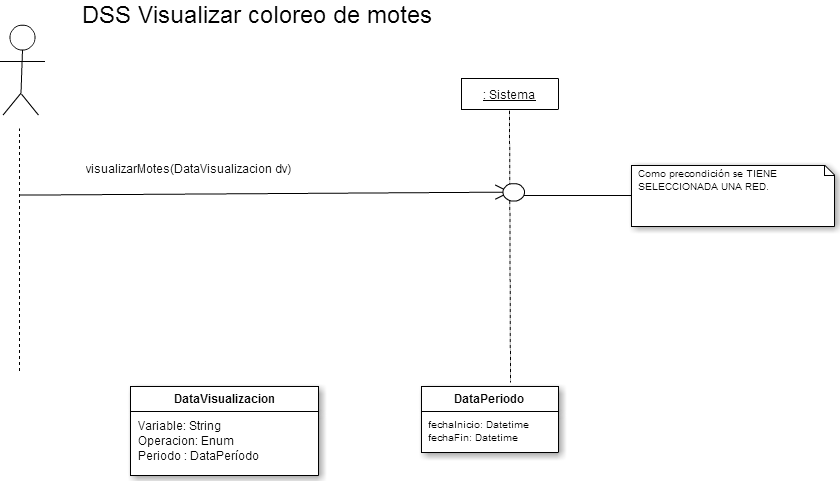 DSS Visualizar coloreo de motes
: Sistema
visualizarMotes(DataVisualizacion dv)
Como precondición se TIENE
SELECCIONADA UNA RED.
DataVisualizacion
Variable: String
Operacion: Enum
Periodo : DataPeríodo
DataPeriodo
fechaInicio: Datetime
fechaFin: Datetime